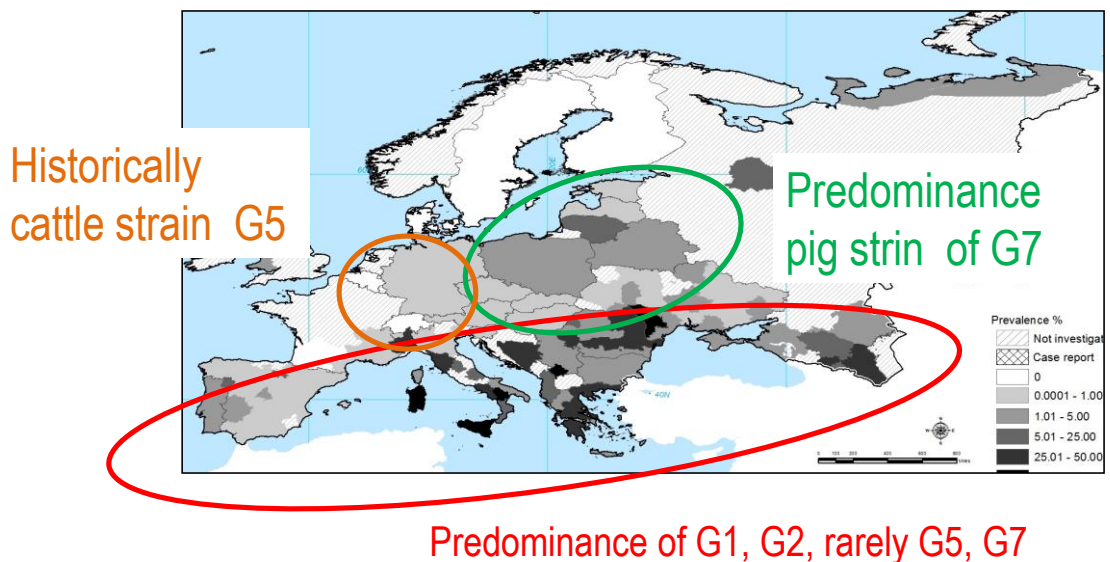 Historically
cattle strain G5
Predominance
pig strin of G7
Prevalence %
Not investigat
Case report
0
0.0001 - 1.00
1.01 - 5.00
5.01 - 25.00
25.01 - 50.00
40N
Predominance of G1, G2, rarely G5, G7